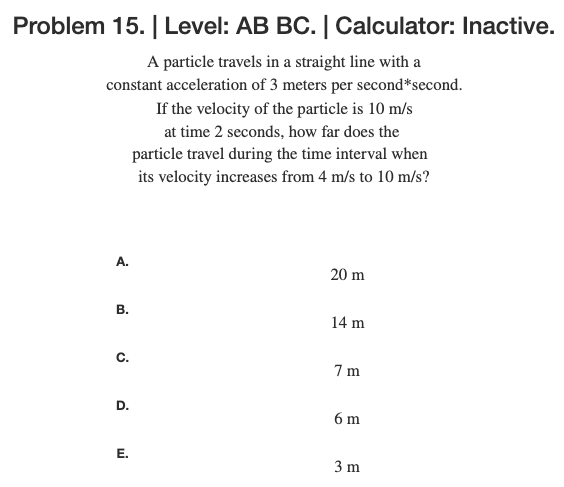 Problem 15. | Level: AB BC. | Calculator: Inactive.
A particle travels in a straight line with a
constant acceleration of 3 meters per second*second.
If the velocity of the particle is 10 m/s
at time 2 seconds, how far does the
particle travel during the time interval when
its velocity increases from 4 m/s to 10 m/s?
A.
20 m
B.
14 m
C.
7 m
D.
6 m
E.
3 m